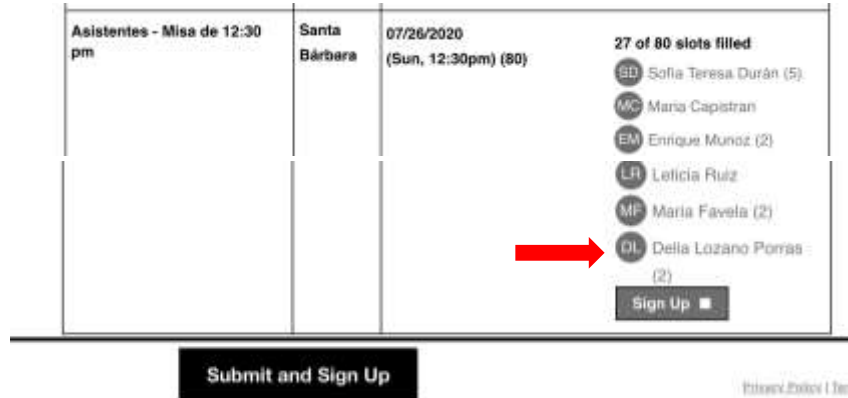 Asistentes - Misa de 12:30
pm
Santa
Bárbara
07/26/2020
(Sun, 12:30pm) (80)
27 of 80 slots filled
SD Sofia Teresa Durán (5)
MC Maria Capistran
EM Enrique Munoz (2)
LR Leticia Ruiz
MF Maria Favela (2)
DL Delia Lozano Porras
(2)
Sign Up
Submit and Sign Up
Privacy Policy |